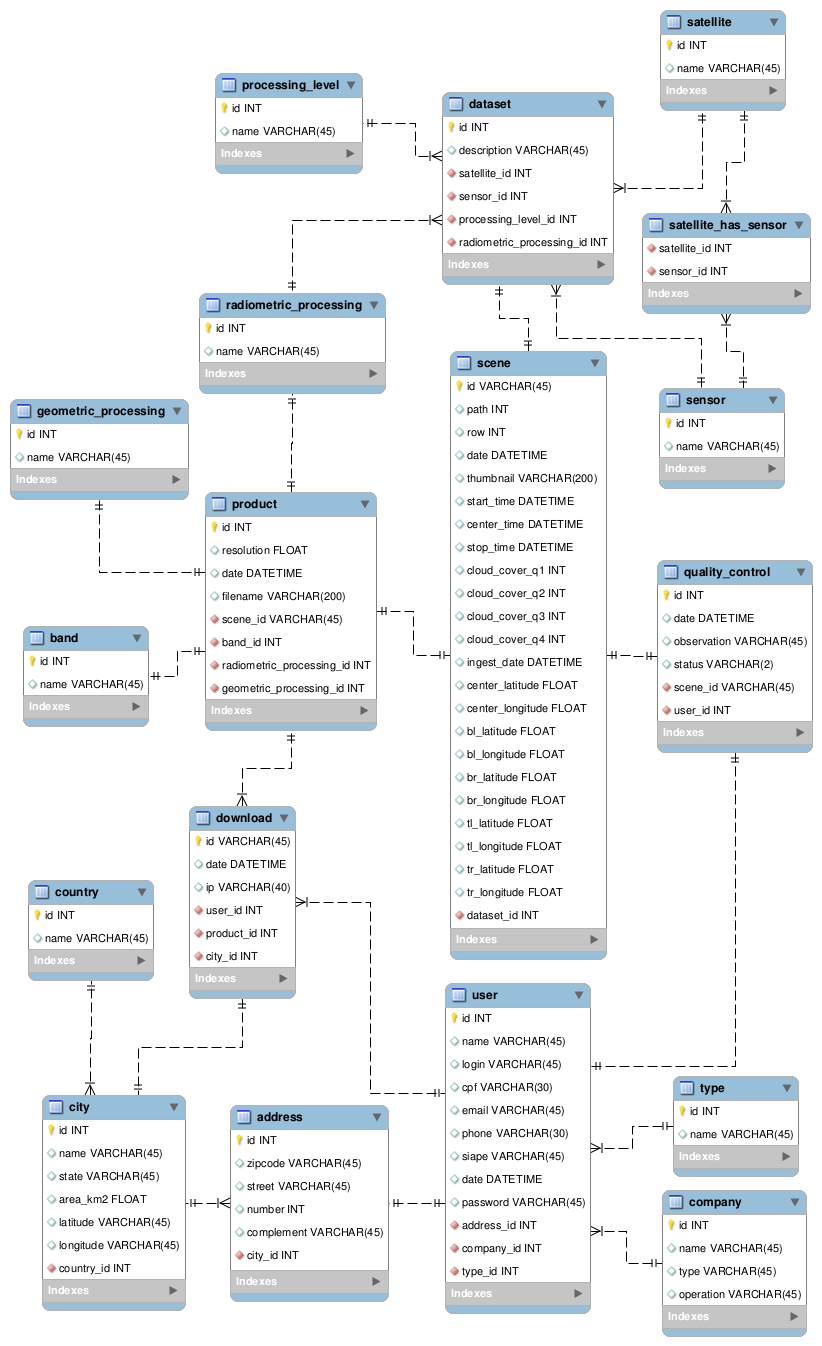 satellite
id INT
name VARCHAR(45)
Indexes
processing_level
id INT
name VARCHAR(45)
Indexes
dataset
id INT
description VARCHAR(45)
satellite_id INT
sensor_id INT
processing_level_id INT
radiometric_processing_id INT
Indexes
satellite_has_sensor
satellite_id INT
sensor_id INT
Indexes
radiometric_processing
id INT
name VARCHAR(45)
Indexes
scene
id VARCHAR(45)
path INT
row INT
date DATETIME
thumbnail VARCHAR(200)
start_time DATETIME
center_time DATETIME
stop_time DATETIME
cloud_cover_q1 INT
cloud_cover_q2 INT
cloud_cover_q3 INT
cloud_cover_q4 INT
ingest_date DATETIME
center_latitude FLOAT
center_longitude FLOAT
bl_latitude FLOAT
bl_longitude FLOAT
br_latitude FLOAT
br_longitude FLOAT
tl_latitude FLOAT
tl_longitude FLOAT
tr_latitude FLOAT
tr_longitude FLOAT
dataset_id INT
Indexes
sensor
id INT
name VARCHAR(45)
Indexes
geometric_processing
id INT
name VARCHAR(45)
Indexes
product
id INT
resolution FLOAT
date DATETIME
filename VARCHAR(200)
scene_id VARCHAR(45)
band_id INT
radiometric_processing_id INT
geometric_processing_id INT
Indexes
quality_control
id INT
date DATETIME
observation VARCHAR(45)
status VARCHAR(2)
scene_id VARCHAR(45)
user_id INT
Indexes
band
id INT
name VARCHAR(45)
Indexes
download
id VARCHAR(45)
date DATETIME
ip VARCHAR(40)
user_id INT
product_id INT
city_id INT
Indexes
country
id INT
name VARCHAR(45)
Indexes
user
id INT
name VARCHAR(45)
login VARCHAR(45)
cpf VARCHAR(30)
email VARCHAR(45)
phone VARCHAR(30)
siape VARCHAR(45)
date DATETIME
password VARCHAR(45)
address_id INT
company_id INT
type_id INT
Indexes
type
id INT
name VARCHAR(45)
Indexes
city
id INT
name VARCHAR(45)
state VARCHAR(45)
area_km2 FLOAT
latitude VARCHAR(45)
longitude VARCHAR(45)
country_id INT
Indexes
address
id INT
zipcode VARCHAR(45)
street VARCHAR(45)
number INT
complement VARCHAR(45)
city_id INT
Indexes
company
id INT
name VARCHAR(45)
type VARCHAR(45)
operation VARCHAR(45)
Indexes